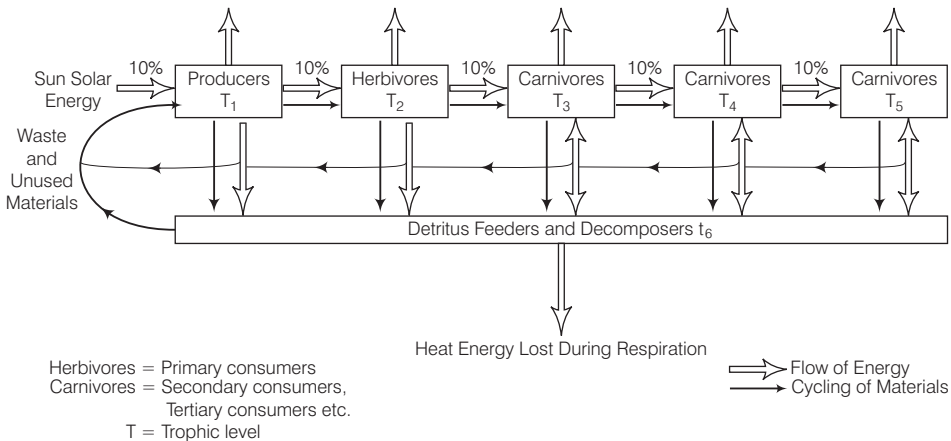 10%
10%
10%
10%
10%
Sun Solar
Energy
Producers
T1
Herbivores
T2
Carnivores
T3
Carnivores
T4
Carnivores
T5
Waste
and
Unused
Materials
Detritus Feeders and Decomposers t6
Heat Energy Lost During Respiration
Herbivores = Primary consumers
Carnivores = Secondary consumers,
Tertiary consumers etc.
T = Trophic level
Flow of Energy
Cycling of Materials